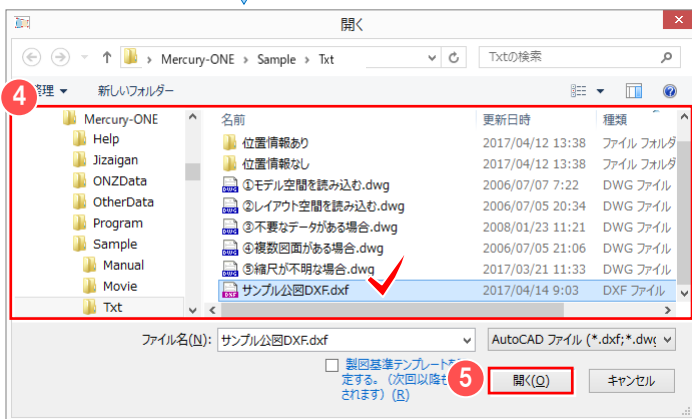 開く
Mercury-ONE › Sample › Txt
Txtの検索
4
理
新しいフォルダー
Mercury-ONE
Help
Jizaigan
ONZData
OtherData
Program
Sample
Manual
Movie
Txt
名前 更新日時 種類
位置情報あり 2017/04/12 13:38 ファイル フォルダ
位置情報なし 2017/04/12 13:38 ファイル フォルダ
①モデル空間を読み込む.dwg 2006/07/07 7:22 DWG ファイル
②レイアウト空間を読み込む.dwg 2006/07/05 20:34 DWG ファイル
③不要なデータがある場合.dwg 2008/01/23 11:21 DWG ファイル
④複数図面がある場合.dwg 2006/07/05 21:06 DWG ファイル
⑤縮尺が不明な場合.dwg 2017/03/21 11:33 DWG ファイル
サンプル公図DXF.dxf 2017/04/14 9:03 DXF ファイル
ファイル名(N): サンプル公図DXF.dxf
AutoCAD ファイル (*.dxf;*.dwg
製図基準テンプレートを
定する。（次回以降も
されます）(R)
5
開く(O)
キャンセル